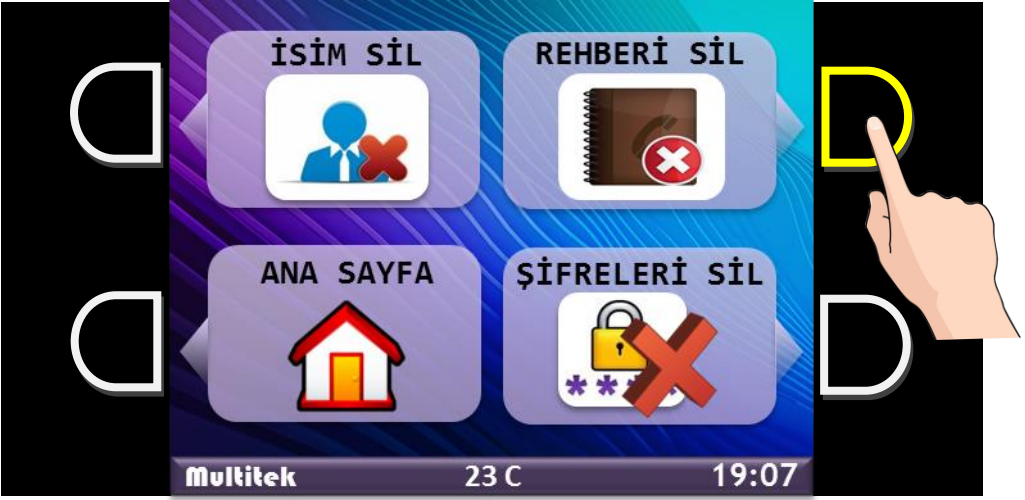 İSİM SİL
REHBERİ SİL
ANA SAYFA
ŞİFRELERİ SİL
****
Multitek
23 C
19:07